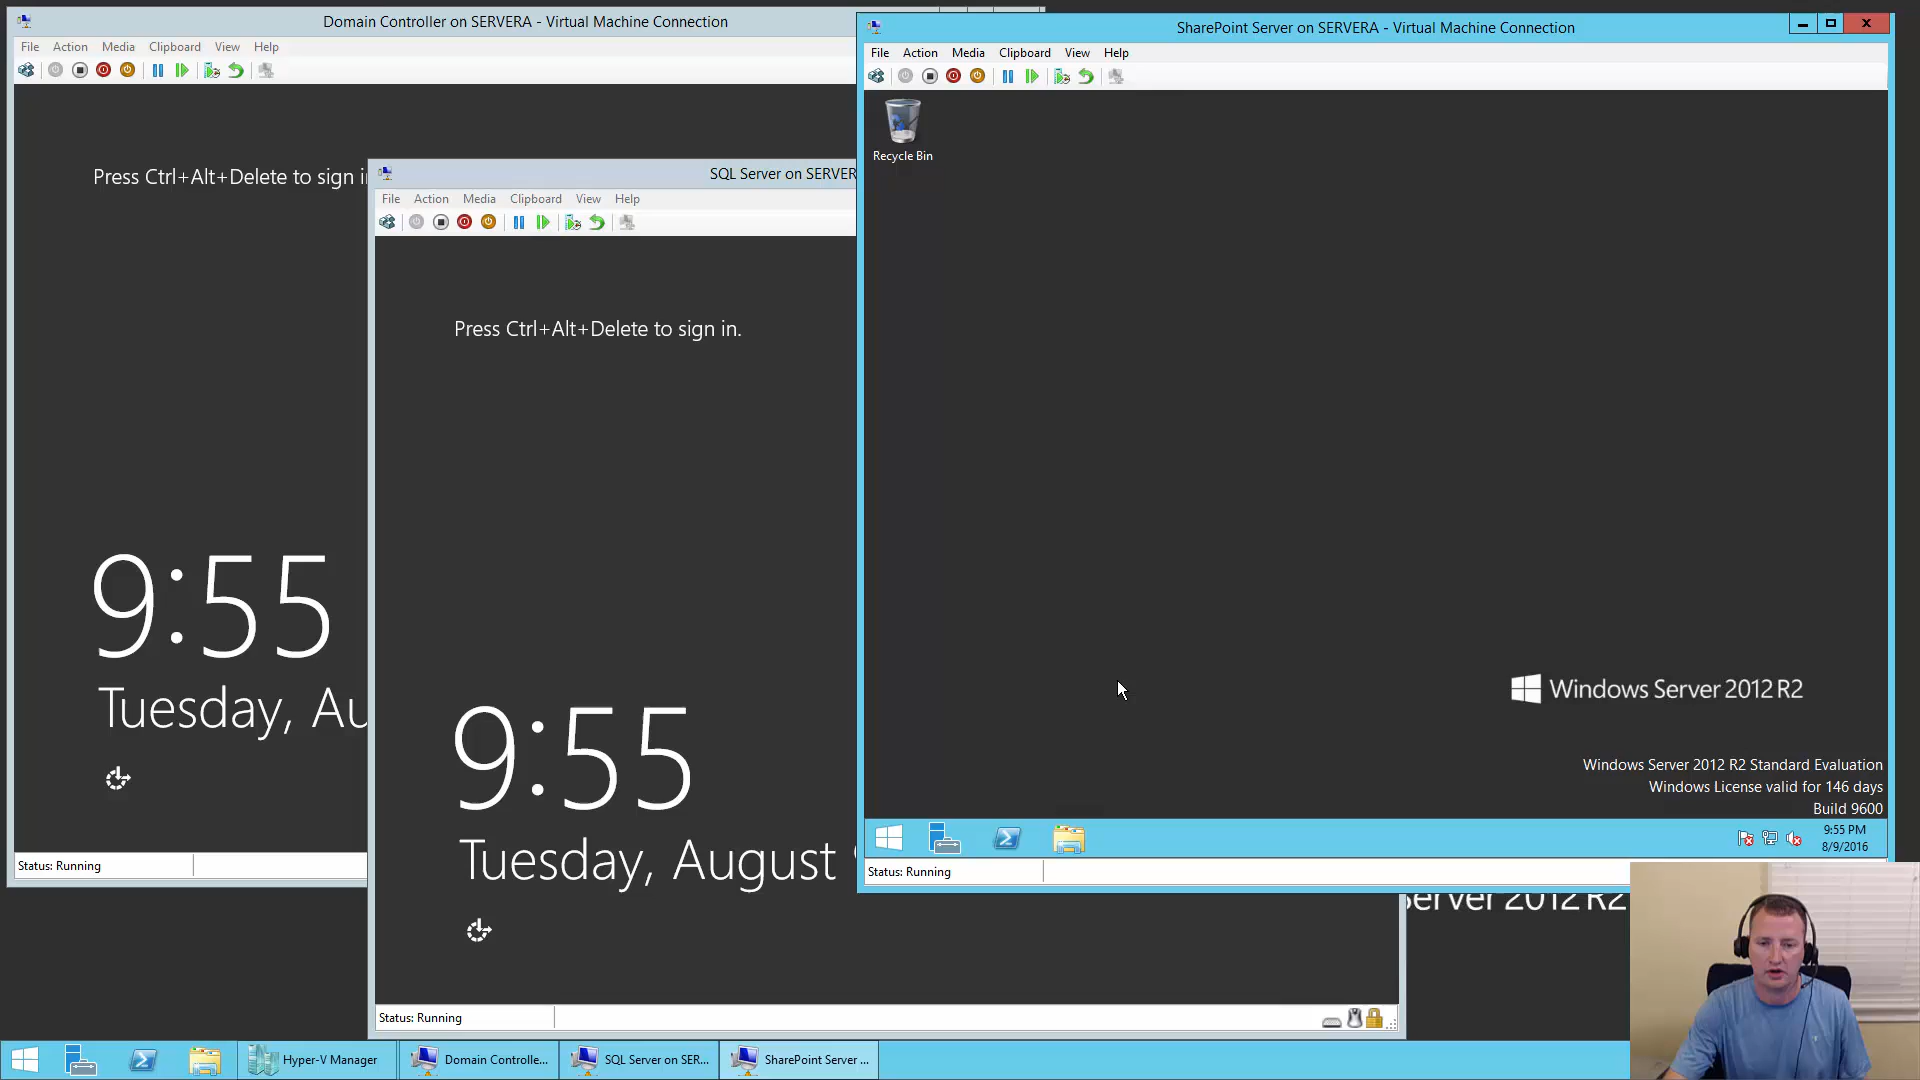 Domain Controller on SERVERA - Virtual Machine Connection
File Action Media Clipboard View Help
Press Ctrl+Alt+Delete to sign
9:55
Tuesday,
Status: Running
SQL Server on SERVER
File Action Media Clipboard View Help
Press Ctrl+Alt+Delete to sign in.
9:55
Tuesday, August
Status: Running
SharePoint Server on SERVERA - Virtual Machine Connection
File Action Media Clipboard View Help
Recycle Bin
Windows Server 2012 R2
Windows Server 2012 R2 Standard Evaluation
Windows License valid for 146 days
Build 9600
9:55 PM
8/9/2016
Status: Running
Server 2012 R2
Hyper-V Manager
Domain Controlle...
SQL Server on SER...
SharePoint Server ...